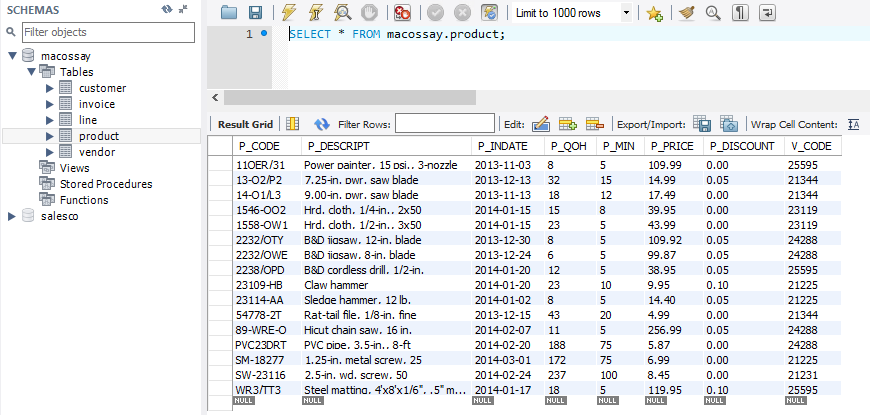 SCHEMAS
Filter objects
macossay
Tables
customer
invoice
line
product
vendor
Views
Stored Procedures
Functions
salesco
Limit to 1000 rows
1 SELECT * FROM macossay.product;
Result Grid Filter Rows: Edit: Export/Import: Wrap Cell Content:
P_CODE P_DESCRIPT P_INDATE P_QOH P_MIN P_PRICE P_DISCOUNT V_CODE
11OER/31 Power painter, 15 psi., 3-nozzle 2013-11-03 8 5 109.99 0.00 25595
13-O2/P2 7.25-in. pwr. saw blade 2013-12-13 32 15 14.99 0.05 21344
14-O1/L3 9.00-in. pwr. saw blade 2013-11-13 18 12 17.49 0.00 21344
1546-OO2 Hrd. cloth, 1/4-in., 2x50 2014-01-15 15 8 39.95 0.00 23119
1558-OW1 Hrd. cloth, 1/2-in., 3x50 2014-01-15 23 5 43.99 0.00 23119
2232/OTY B&D jigsaw, 12-in. blade 2013-12-30 8 5 109.92 0.05 24288
2232/OWE B&D jigsaw, 8-in. blade 2013-12-24 6 5 99.87 0.05 24288
2238/OPD B&D cordless drill, 1/2-in. 2014-01-20 12 5 38.95 0.05 25595
23109-HB Claw hammer 2014-01-20 23 10 9.95 0.10 21225
23114-AA Sledge hammer, 12 lb. 2014-01-02 8 5 14.40 0.05 21225
54778-2T Rat-tail file, 1/8-in. fine 2013-12-15 43 20 4.99 0.00 21344
89-WRE-O Hicut chain saw, 16 in. 2014-02-07 11 5 256.99 0.05 24288
PVC23DRT PVC pipe, 3.5-in., 8-ft 2014-02-20 188 75 5.87 0.00 24288
SM-18277 1.25-in. metal screw, 25 2014-03-01 172 75 6.99 0.00 21225
SW-23116 2.5-in. wd. screw, 50 2014-02-24 237 100 8.45 0.00 21231
WR3/TT3 Steel matting, 4'x8'x1/6", .5" m... 2014-01-17 18 5 119.95 0.10 25595
NULL NULL NULL NULL NULL NULL NULL NULL